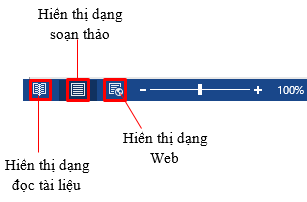 Hiển thị dạng
soạn thảo
100%
Hiển thị dạng
Web
Hiển thị dạng
đọc tài liệu